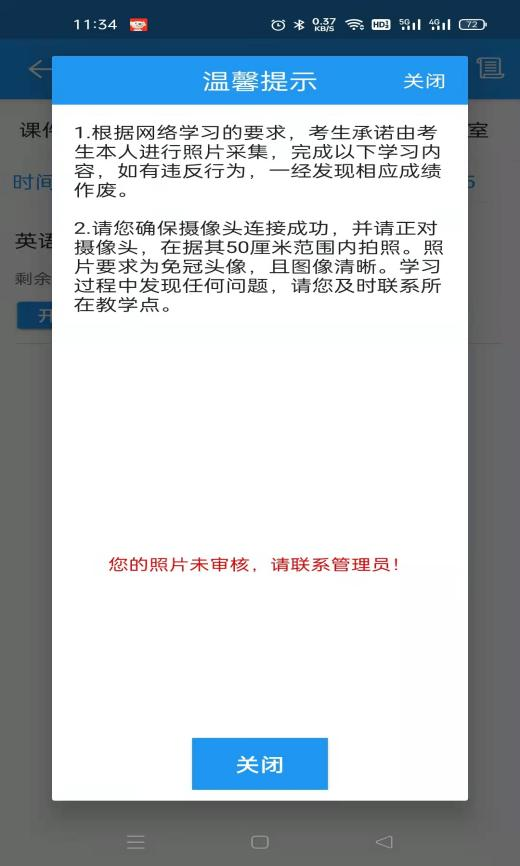 11:34
0.37
KB/S
HD
5G
4G
72
温馨提示
关闭
课件
室
时间
5
1.根据网络学习的要求，考生承诺由考
生本人进行照片采集，完成以下学习内
容，如有违反行为，一经发现相应成绩
作废。
2.请您确保摄像头连接成功，并请正对
摄像头，在据其50厘米范围内拍照。照
片要求为免冠头像，且图像清晰。学习
过程中发现任何问题，请您及时联系所
在教学点。
英语
剩余
开
您的照片未审核，请联系管理员！
关闭